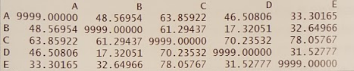 A B C D E
A 9999.00000 48.56954 63.85922 46.50806 33.30165
B 48.56954 9999.00000 61.29437 17.32051 32.64966
C 63.85922 61.29437 9999.00000 70.23532 78.05767
D 46.50806 17.32051 70.23532 9999.00000 31.52777
E 33.30165 32.64966 78.05767 31.52777 9999.00000